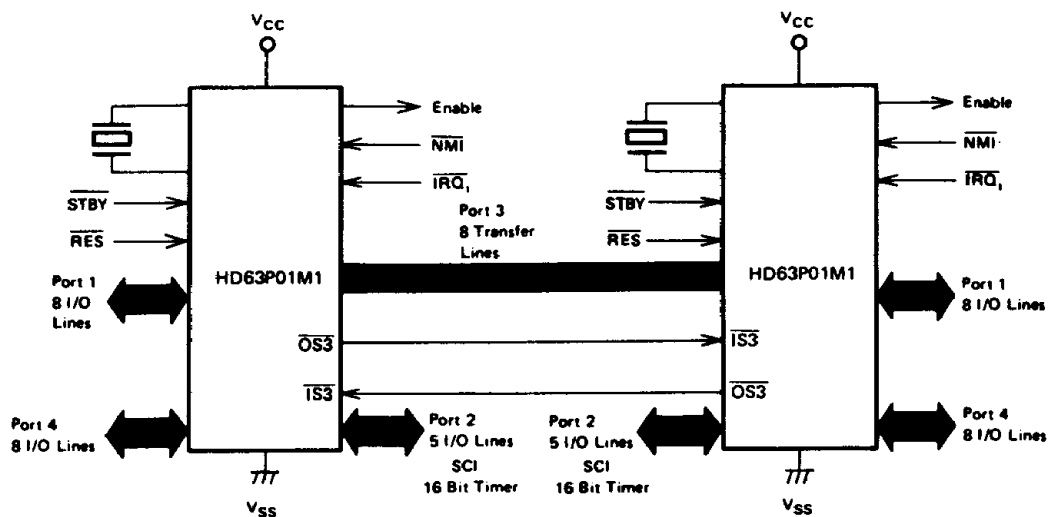 VCC
VCC
Enable
NMI
IRQ1
STBY
RES
Port 1
8 I/O
Lines
HD63P01M1
OS3
IS3
Port 4
8 I/O Lines
Port 2
5 I/O Lines
SCI
16 Bit Timer
VSS
Port 3
8 Transfer
Lines
Enable
NMI
IRQ1
STBY
RES
HD63P01M1
Port 1
8 I/O Lines
IS3
OS3
Port 2
5 I/O Lines
SCI
16 Bit Timer
Port 4
8 I/O Lines
VSS